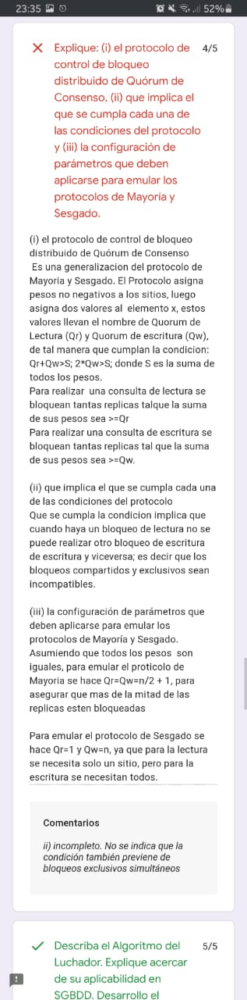 23:35 52%
Explique: (i) el protocolo de 4/5
control de bloqueo
distribuido de Quórum de
Consenso, (ii) que implica el
que se cumpla cada una de
las condiciones del protocolo
y (iii) la configuración de
parámetros que deben
aplicarse para emular los
protocolos de Mayoría y
Sesgado.
(i) el protocolo de control de bloqueo
distribuido de Quórum de Consenso
Es una generalizacion del protocolo de
Mayoria y Sesgado. El Protocolo asigna
pesos no negativos a los sitios, luego
asigna dos valores al elemento x, estos
valores llevan el nombre de Quorum de
Lectura (Qr) y Quorum de escritura (Qw),
de tal manera que cumplan la condicion:
Qr+Qw>S; 2*Qw>S; donde S es la suma de
todos los pesos.
Para realizar una consulta de lectura se
bloquean tantas replicas talque la suma
de sus pesos sea >=Qr
Para realizar una consulta de escritura se
bloquean tantas replicas tal que la suma
de sus pesos sea >=Qw.
(ii) que implica el que se cumpla cada una
de las condiciones del protocolo
Que se cumpla la condicion implica que
cuando haya un bloqueo de lectura no se
puede realizar otro bloqueo de escritura
de escritura y viceversa; es decir que los
bloqueos compartidos y exclusivos sean
incompatibles.
(iii) la configuración de parámetros que
deben aplicarse para emular los
protocolos de Mayoría y Sesgado.
Asumiendo que todos los pesos son
iguales, para emular el proticolo de
Mayoria se hace Qr=Qw=n/2 + 1, para
asegurar que mas de la mitad de las
replicas esten bloqueadas
Para emular el protocolo de Sesgado se
hace Qr=1 y Qw=n, ya que para la lectura
se necesita solo un sitio, pero para la
escritura se necesitan todos.
Comentarios
ii) incompleto. No se indica que la
condición también previene de
bloqueos exclusivos simultáneos
Describa el Algoritmo del 5/5
Luchador. Explique acercar
de su aplicabilidad en
SGBDD. Desarrollo el